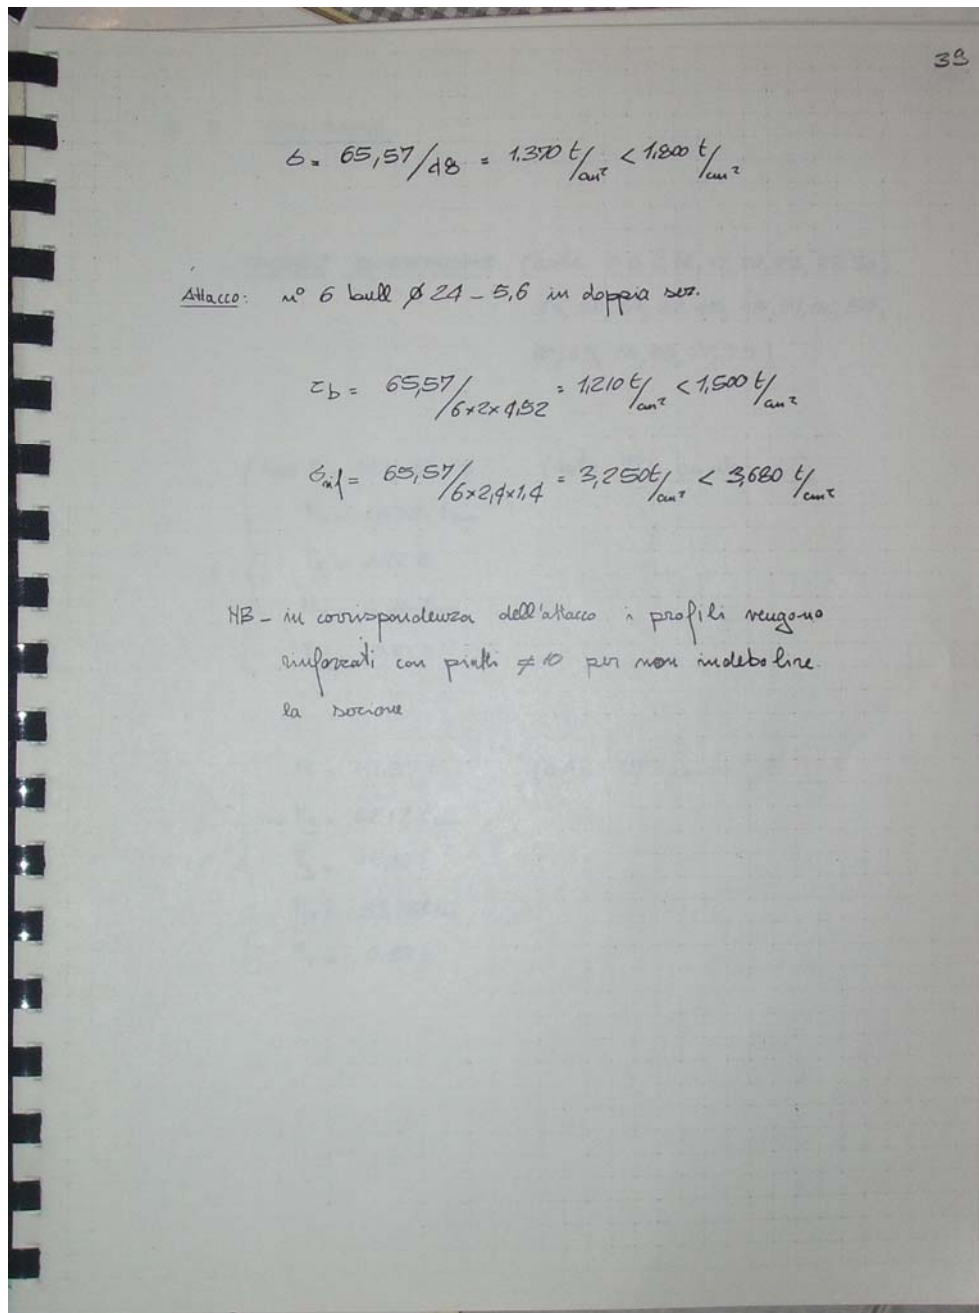 39
σ = 65,57/48 = 1.370 t/cm² < 1.800 t/cm²
Attacco: n° 6 bull ø 24 - 5,6 in doppia sez.
τb = 65,57/6×2×4,52 = 1,210 t/cm² < 1,500 t/cm²
σrif = 65,57/6×2,4×1,4 = 3,250 t/cm² < 3,680 t/cm²
NB - in corrispondenza dell'attacco i profili vengono
rinforzati con piatti ≠ 10 per non indebolire
la sezione